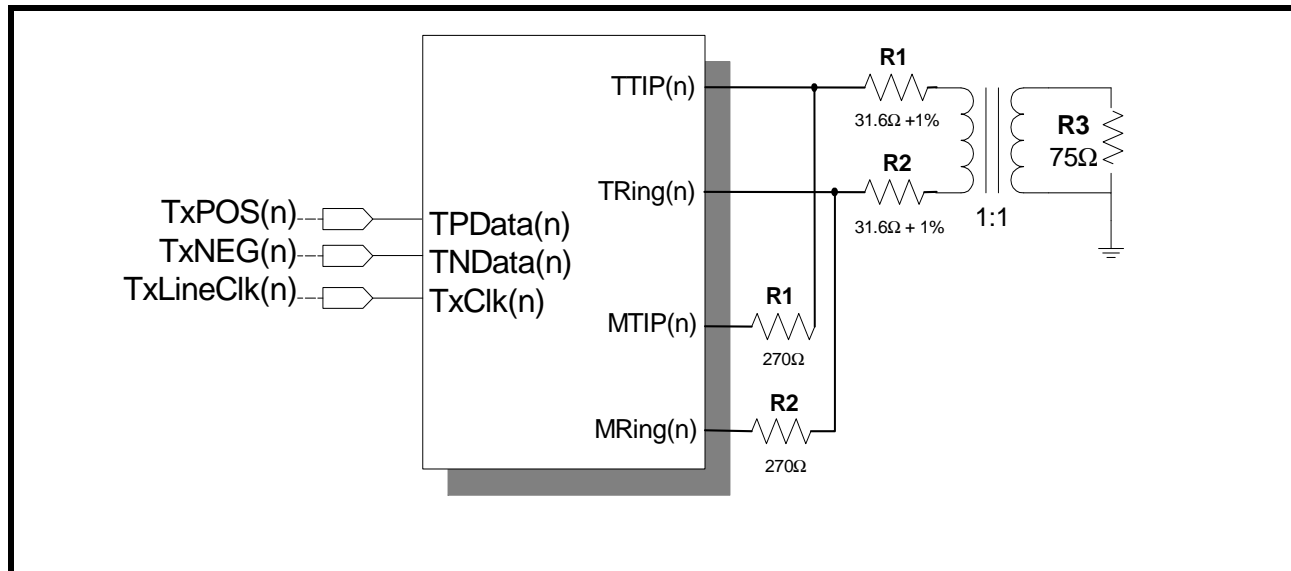 TTIP(n)
R1
31.6Ω +1%
R3
75Ω
TRing(n)
R2
31.6Ω + 1%
1:1
TxPOS(n)
TPData(n)
TxNEG(n)
TNData(n)
TxLineClk(n)
TxClk(n)
MTIP(n)
R1
270Ω
MRing(n)
R2
270Ω